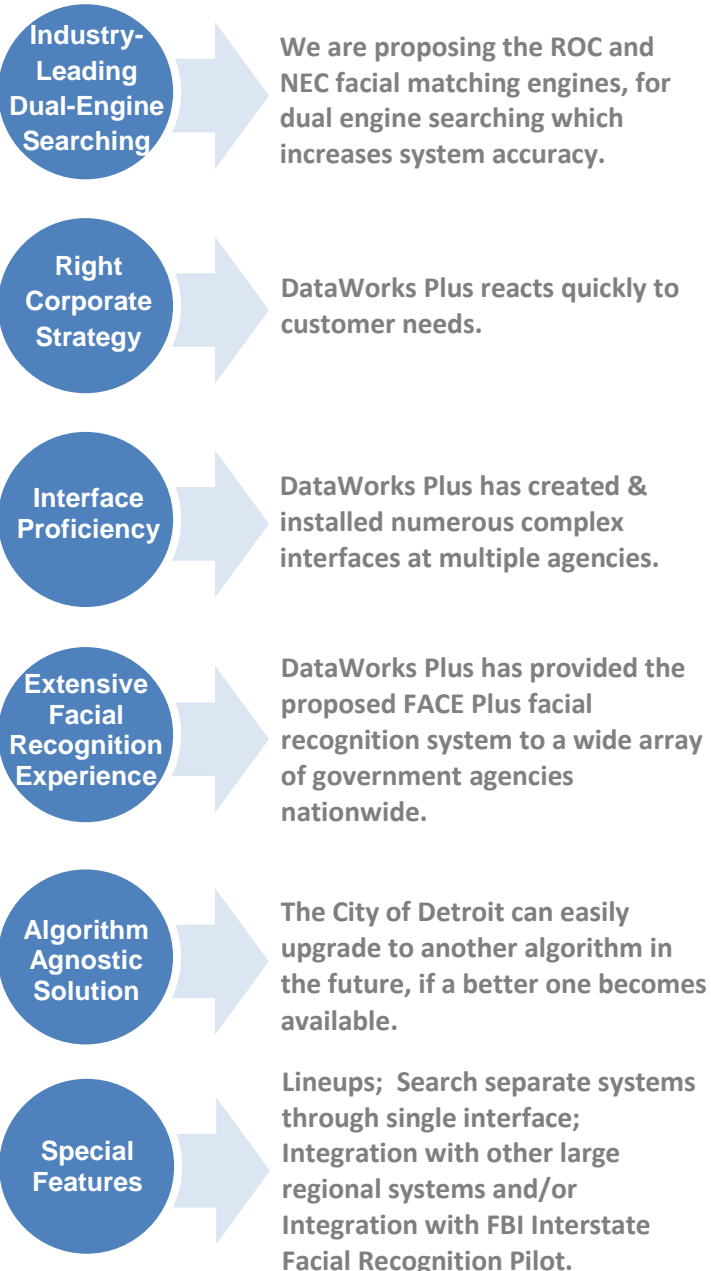 Industry-
Leading
Dual-Engine
Searching
We are proposing the ROC and
NEC facial matching engines, for
dual engine searching which
increases system accuracy.
Right
Corporate
Strategy
DataWorks Plus reacts quickly to
customer needs.
Interface
Proficiency
DataWorks Plus has created &
installed numerous complex
interfaces at multiple agencies.
Extensive
Facial
Recognition
Experience
DataWorks Plus has provided the
proposed FACE Plus facial
recognition system to a wide array
of government agencies
nationwide.
Algorithm
Agnostic
Solution
The City of Detroit can easily
upgrade to another algorithm in
the future, if a better one becomes
available.
Special
Features
Lineups;  Search separate systems
through single interface;
Integration with other large
regional systems and/or
Integration with FBI Interstate
Facial Recognition Pilot.